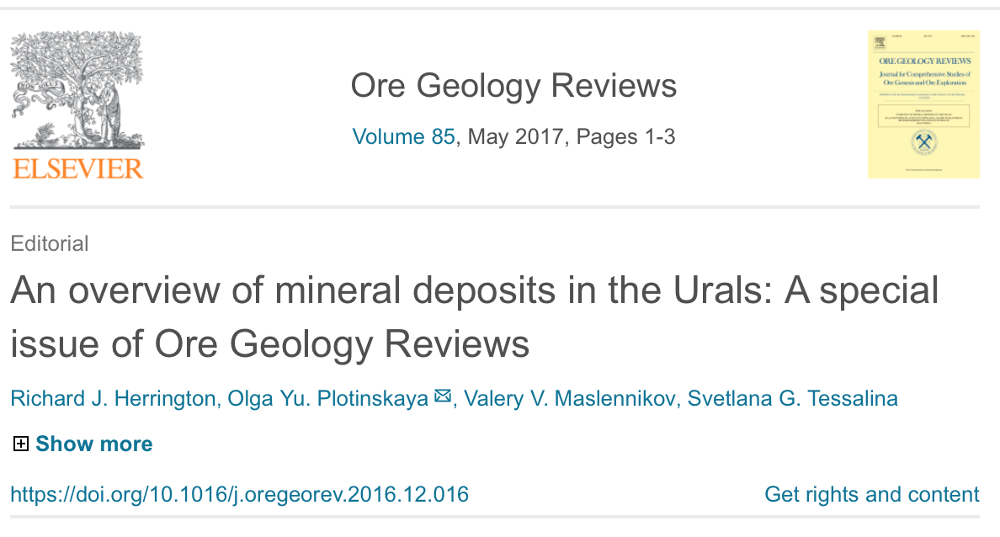 NON SOLUS
ELSEVIER
Ore Geology Reviews
Volume 85, May 2017, Pages 1-3
ORE GEOLOGY REVIEWS
Journal for Comprehensive Studies of
Ore Genesis and Ore Exploration
Editorial
An overview of mineral deposits in the Urals: A special
issue of Ore Geology Reviews
Richard J. Herrington, Olga Yu. Plotinskaya, Valery V. Maslennikov, Svetlana G. Tessalina
Show more
https://doi.org/10.1016/j.oregeorev.2016.12.016
Get rights and content